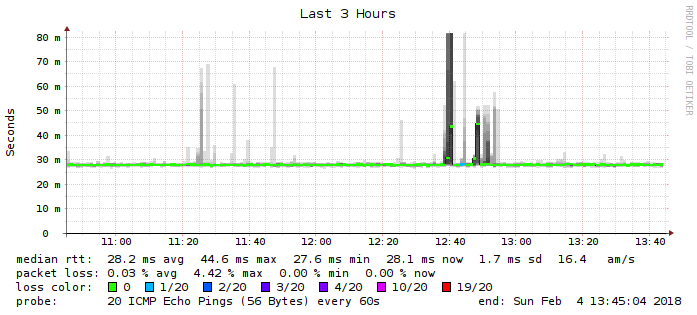 Last 3 Hours
RRDTOOL / TOBI OETIKER
Seconds
80 m
70 m
60 m
50 m
40 m
30 m
20 m
10 m
0
11:00 11:20 11:40 12:00 12:20 12:40 13:00 13:20 13:40
median rtt: 28.2 ms avg 44.6 ms max 27.6 ms min 28.1 ms now 1.7 ms sd 16.4 am/s
packet loss: 0.03 % avg 4.42 % max 0.00 % min 0.00 % now
loss color: 0 1/20 2/20 3/20 4/20 10/20 19/20
probe: 20 ICMP Echo Pings (56 Bytes) every 60s end: Sun Feb 4 13:45:04 2018